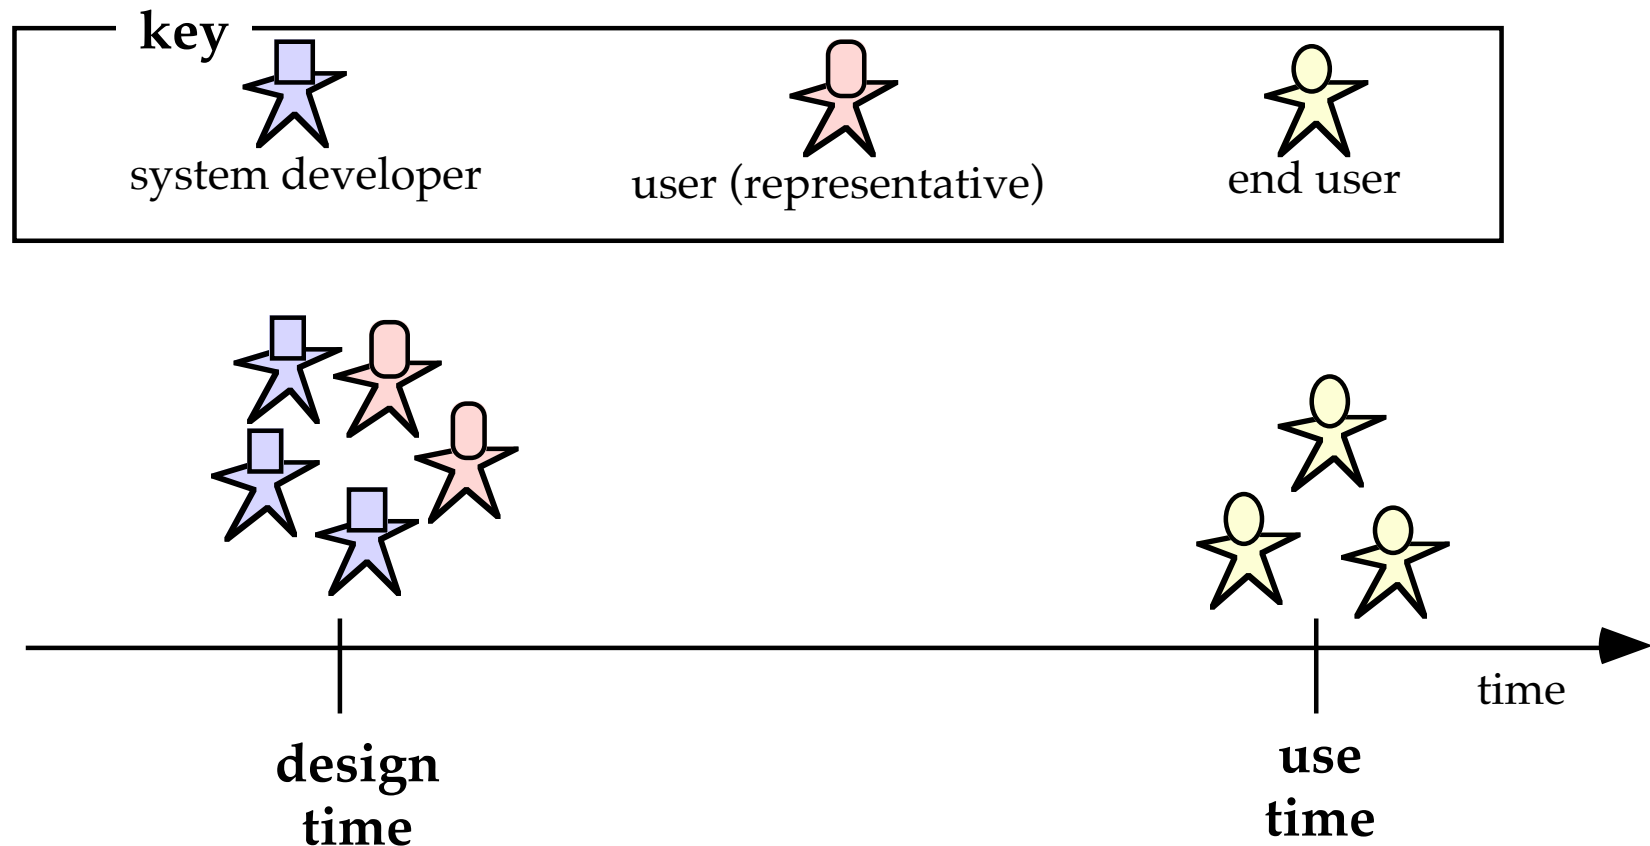 key
system developer
user (representative)
end user
time
design
time
use
time